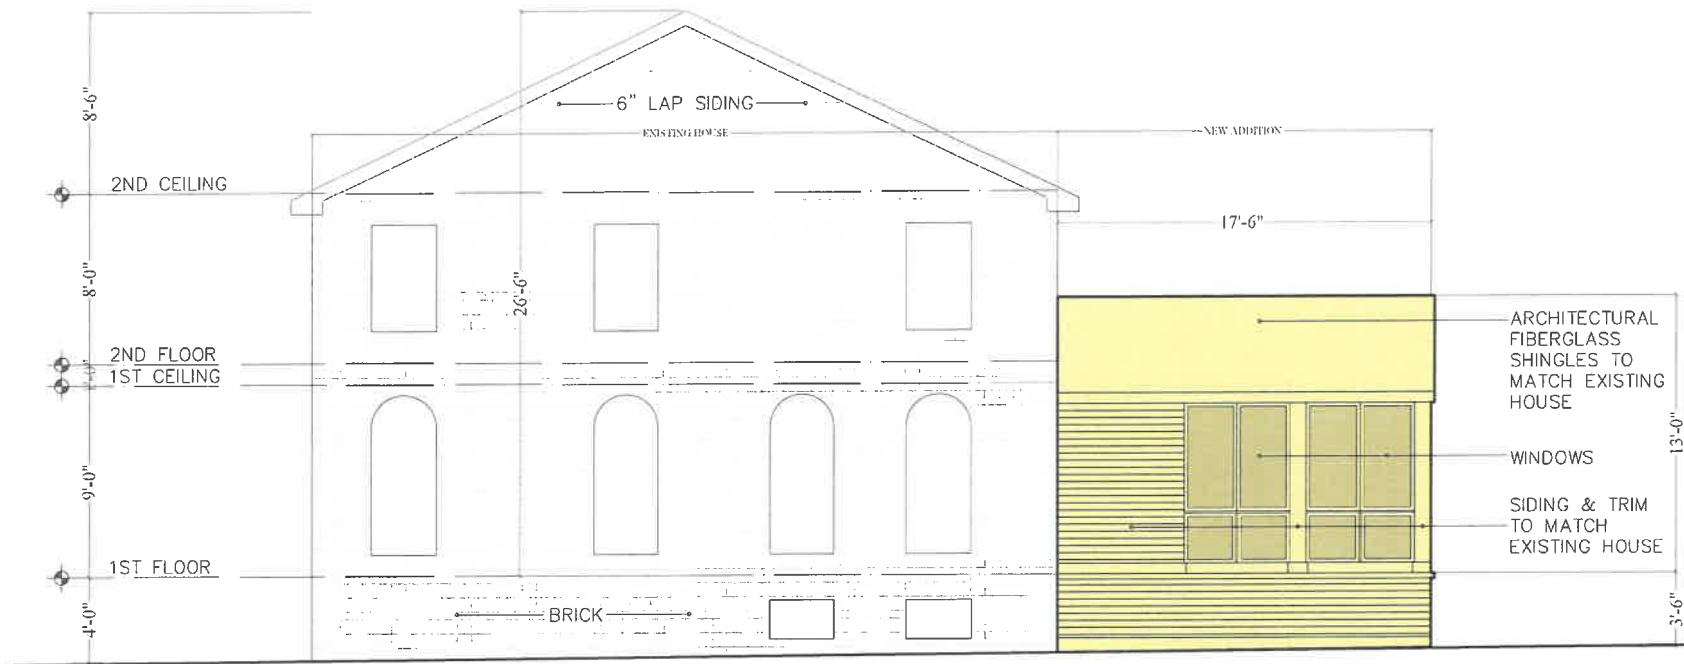 8'-6"
6" LAP SIDING
EXISTING HOUSE
NEW ADDITION
2ND CEILING
17'-6"
8'-0"
26'-6"
ARCHITECTURAL
FIBERGLASS
SHINGLES TO
MATCH EXISTING
HOUSE
2ND FLOOR
1ST CEILING
13'-0"
9'-0"
WINDOWS
SIDING & TRIM
TO MATCH
EXISTING HOUSE
1ST FLOOR
BRICK
4'-0"
3'-6"